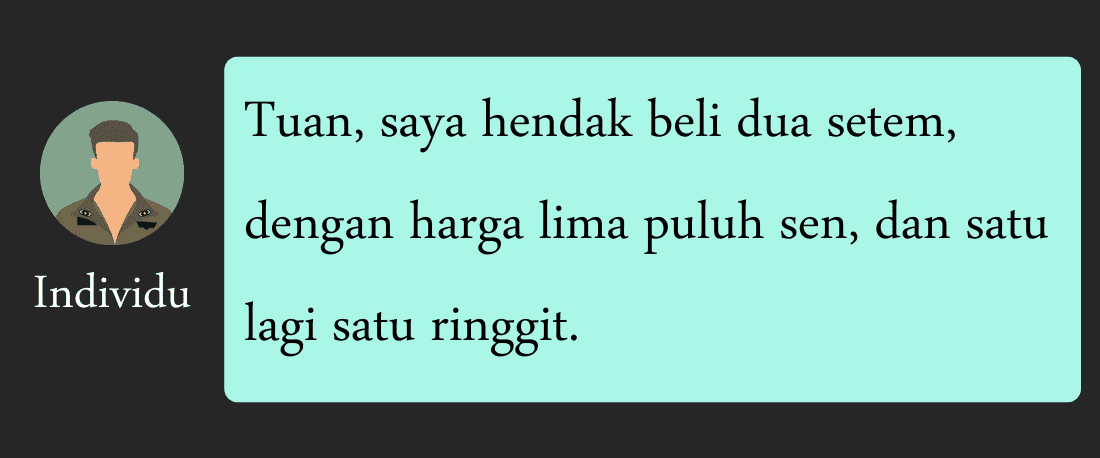 Tuan, saya hendak beli dua setem,
dengan harga lima puluh sen, dan satu
lagi satu ringgit.
Individu